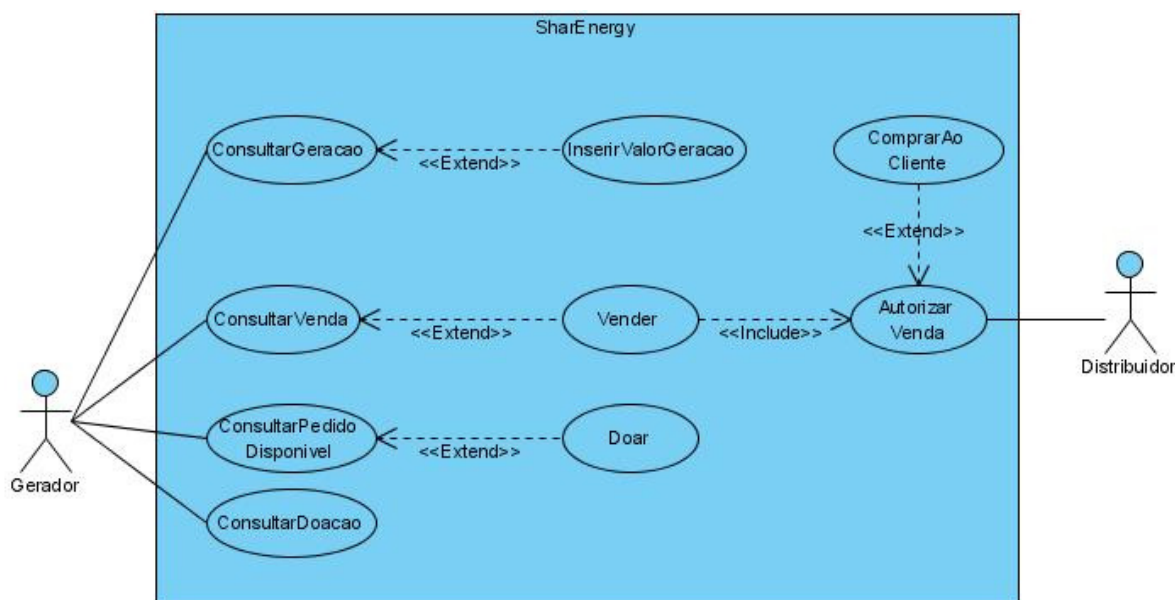 SharEnergy
ConsultarGeracao
<<Extend>>
InserirValorGeracao
ComprarAo
Cliente
<<Extend>>
ConsultarVenda
<<Extend>>
Vender
<<Include>>
Autorizar
Venda
Distribuidor
Gerador
ConsultarPedido
Disponivel
<<Extend>>
Doar
ConsultarDoacao